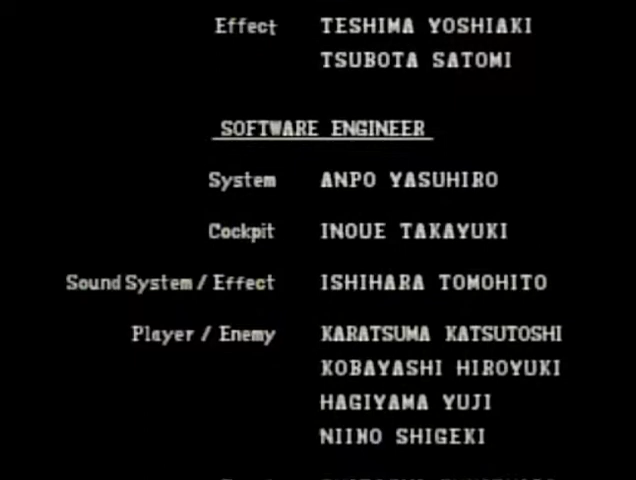 Effect TESHIMA YOSHIAKI
TSUBOTA SATOMI
SOFTWARE ENGINEER
System ANPO YASUHIRO
Cockpit INOUE TAKAYUKI
Sound System / Effect ISHIHARA TOMOHITO
Player / Enemy KARATSUMA KATSUTOSHI
KOBAYASHI HIROYUKI
HAGIYAMA YUJI
NIINO SHIGEKI